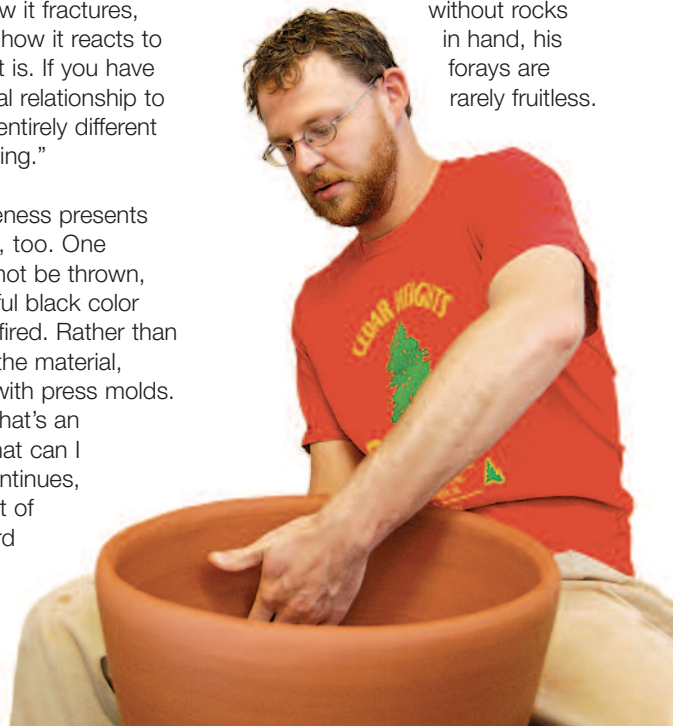 w it fractures,
how it reacts to
t is. If you have
al relationship to
entirely different
ing.”
eness presents
, too. One
not be thrown,
ful black color
fired. Rather than
the material,
with press molds.
hat’s an
hat can I
ntinues,
t of
rd
without rocks
in hand, his
forays are
rarely fruitless.
CEDAR HEIGHTS